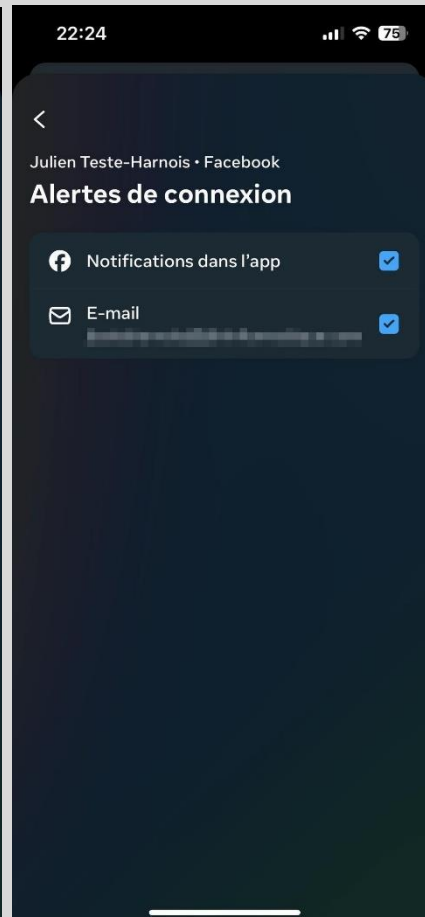 22:24
75
Julien Teste-Harnois • Facebook
Alertes de connexion
Notifications dans l’app
E-mail